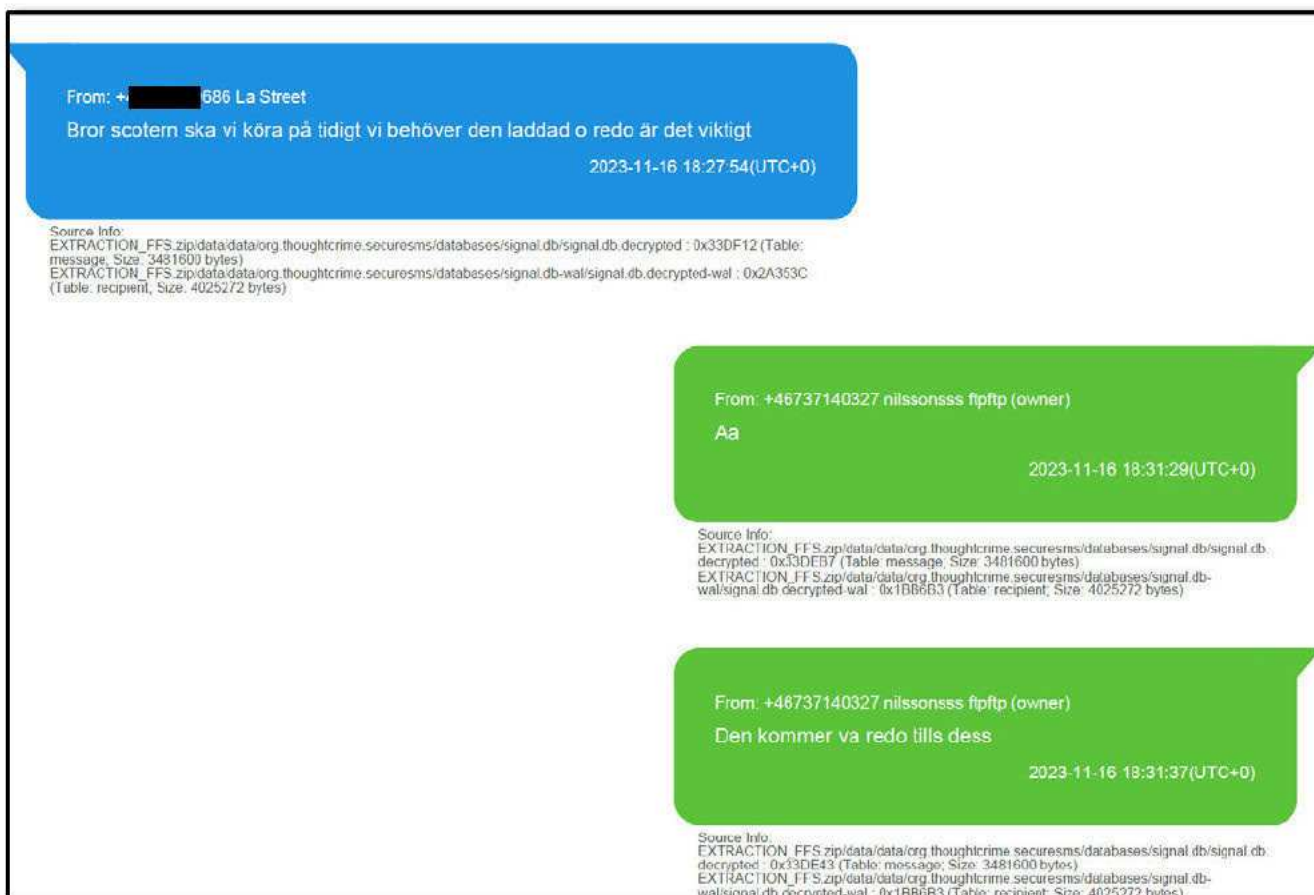 From: +4 686 La Street
Bror scotern ska vi köra på tidigt vi behöver den laddad o redo är det viktigt
2023-11-16 18:27:54(UTC+0)
Source Info:
EXTRACTION_FFS.zip/data/data/org.thoughtcrime.securesms/databases/signal.db/signal.db.decrypted : 0x33DF12 (Table:
message; Size: 3481600 bytes)
EXTRACTION_FFS.zip/data/data/org.thoughtcrime.securesms/databases/signal.db-wal/signal.db.decrypted-wal : 0x2A353C
(Table: recipient; Size: 4025272 bytes)
From: +46737140327 nilssonsss ftpftp (owner)
Aa
2023-11-16 18:31:29(UTC+0)
Source Info:
EXTRACTION_FFS.zip/data/data/org.thoughtcrime.securesms/databases/signal.db/signal.db.
decrypted : 0x33DEB7 (Table: message; Size: 3481600 bytes)
EXTRACTION_FFS.zip/data/data/org.thoughtcrime.securesms/databases/signal.db-
wal/signal.db.decrypted-wal : 0x1BB6B3 (Table: recipient; Size: 4025272 bytes)
From: +46737140327 nilssonsss ftpftp (owner)
Den kommer va redo tills dess
2023-11-16 18:31:37(UTC+0)
Source Info:
EXTRACTION_FFS.zip/data/data/org.thoughtcrime.securesms/databases/signal.db/signal.db.
decrypted : 0x33DE43 (Table: message; Size: 3481600 bytes)
EXTRACTION_FFS.zip/data/data/org.thoughtcrime.securesms/databases/signal.db-
wal/signal.db.decrypted-wal : 0x1BB6B3 (Table: recipient; Size: 4025272 bytes)